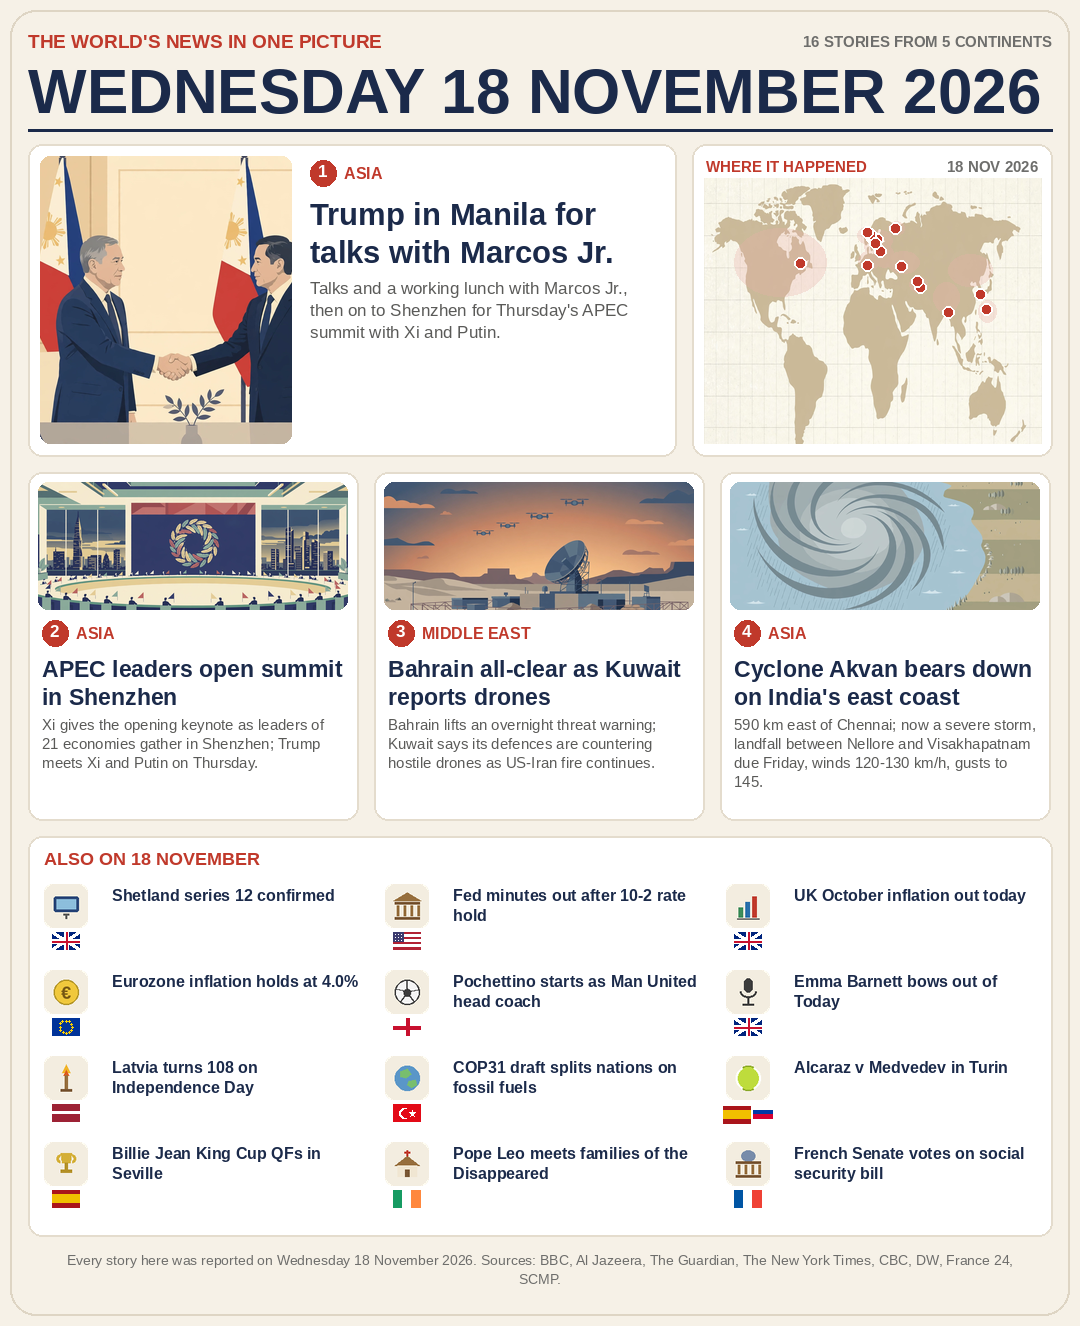 THE WORLD'S NEWS IN ONE PICTURE
16 STORIES FROM 5 CONTINENTS
WEDNESDAY 18 NOVEMBER 2026
1 ASIA
Trump in Manila for
talks with Marcos Jr.
Talks and a working lunch with Marcos Jr.,
then on to Shenzhen for Thursday's APEC
summit with Xi and Putin.
WHERE IT HAPPENED
18 NOV 2026
2 ASIA
APEC leaders open summit
in Shenzhen
Xi gives the opening keynote as leaders of
21 economies gather in Shenzhen; Trump
meets Xi and Putin on Thursday.
3 MIDDLE EAST
Bahrain all-clear as Kuwait
reports drones
Bahrain lifts an overnight threat warning;
Kuwait says its defences are countering
hostile drones as US-Iran fire continues.
4 ASIA
Cyclone Akvan bears down
on India's east coast
590 km east of Chennai; now a severe storm,
landfall between Nellore and Visakhapatnam
due Friday, winds 120-130 km/h, gusts to
145.
ALSO ON 18 NOVEMBER
Shetland series 12 confirmed
Fed minutes out after 10-2 rate
hold
UK October inflation out today
€
Eurozone inflation holds at 4.0%
Pochettino starts as Man United
head coach
Emma Barnett bows out of
Today
Latvia turns 108 on
Independence Day
COP31 draft splits nations on
fossil fuels
Alcaraz v Medvedev in Turin
Billie Jean King Cup QFs in
Seville
Pope Leo meets families of the
Disappeared
French Senate votes on social
security bill
Every story here was reported on Wednesday 18 November 2026. Sources: BBC, Al Jazeera, The Guardian, The New York Times, CBC, DW, France 24,
SCMP.